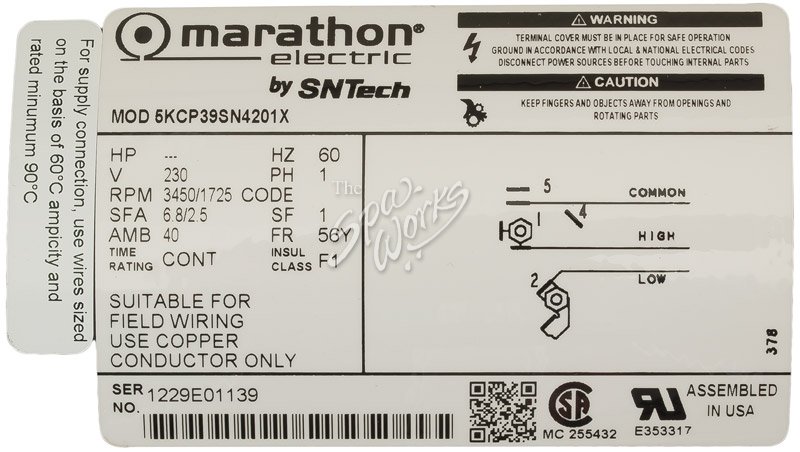 For supply connection, use wires sized
on the basis of 60°C ampicity and
rated minumum 90°C
marathon®
electric
by SNTech
MOD 5KCP39SN4201X
WARNING
TERMINAL COVER MUST BE IN PLACE FOR SAFE OPERATION
GROUND IN ACCORDANCE WITH LOCAL & NATIONAL ELECTRICAL CODES
DISCONNECT POWER SOURCES BEFORE TOUCHING INTERNAL PARTS
CAUTION
KEEP FINGERS AND OBJECTS AWAY FROM OPENINGS AND
ROTATING PARTS
HP --- HZ 60
V 230 PH 1
RPM 3450/1725 CODE
SFA 6.8/2.5 SF 1
AMB 40 FR 56Y
TIME RATING CONT INSUL CLASS F1
The
Spa
Works
SUITABLE FOR
FIELD WIRING
USE COPPER
CONDUCTOR ONLY
5 COMMON
1 4
HIGH
2 LOW
378
SER NO. 1229E01139
SA
MC 255432
RU
E353317
ASSEMBLED
IN USA